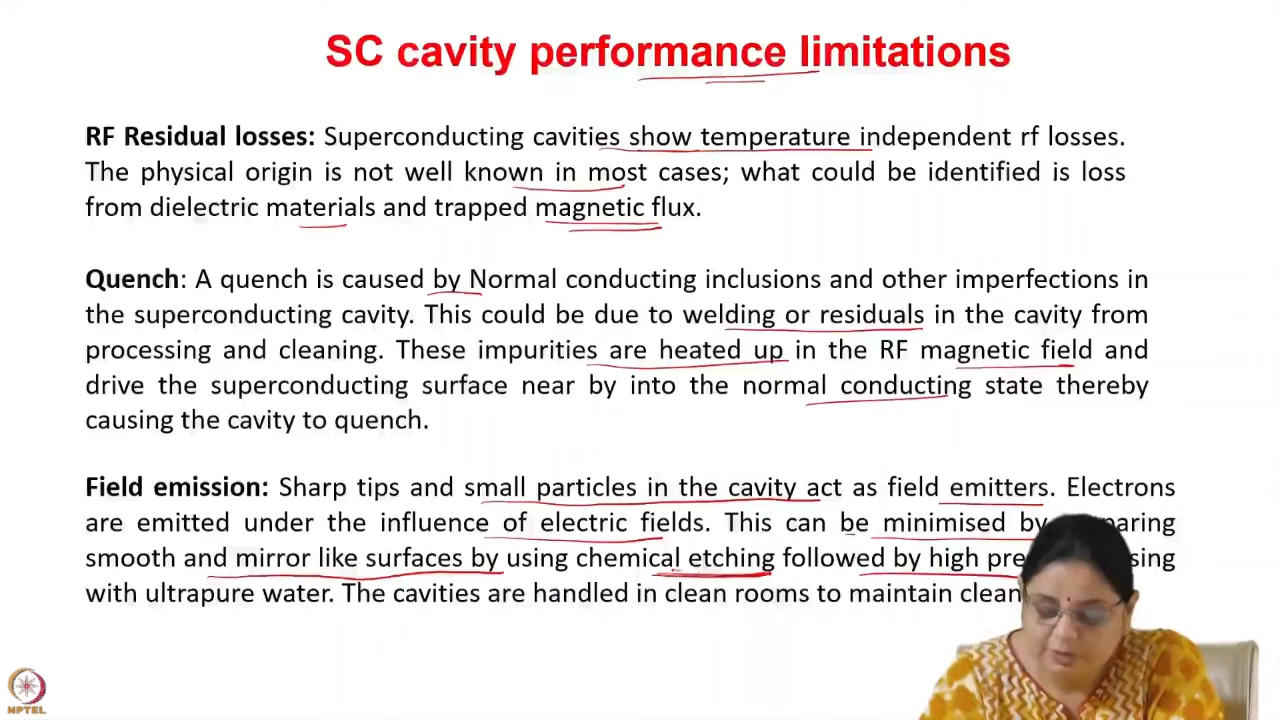 SC cavity performance limitations
RF Residual losses: Superconducting cavities show temperature independent rf losses.
The physical origin is not well known in most cases; what could be identified is loss
from dielectric materials and trapped magnetic flux.
Quench: A quench is caused by Normal conducting inclusions and other imperfections in
the superconducting cavity. This could be due to welding or residuals in the cavity from
processing and cleaning. These impurities are heated up in the RF magnetic field and
drive the superconducting surface near by into the normal conducting state thereby
causing the cavity to quench.
Field emission: Sharp tips and small particles in the cavity act as field emitters. Electrons
are emitted under the influence of electric fields. This can be minimised by
smooth and mirror like surfaces by using chemical etching followed by high
with ultrapure water. The cavities are handled in clean rooms to maintain
NPTEL